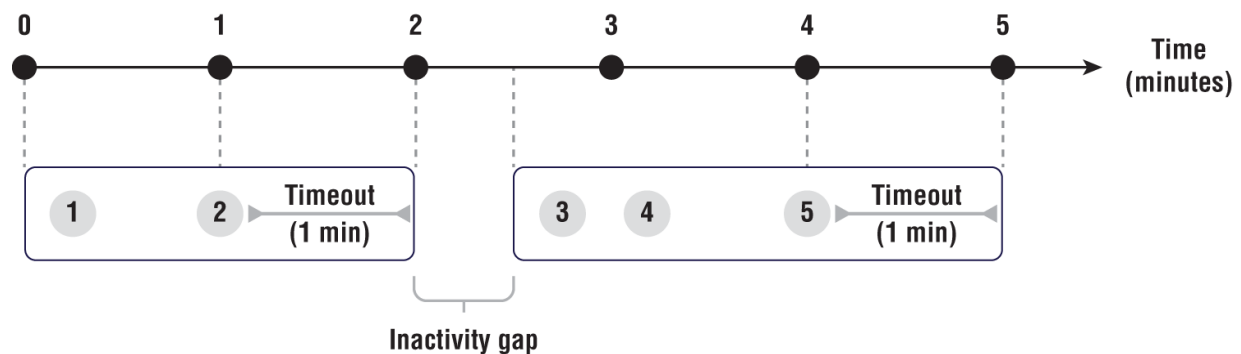 0 1 2 3 4 5
Time
(minutes)
1 2 Timeout
(1 min)
3 4 5 Timeout
(1 min)
Inactivity gap